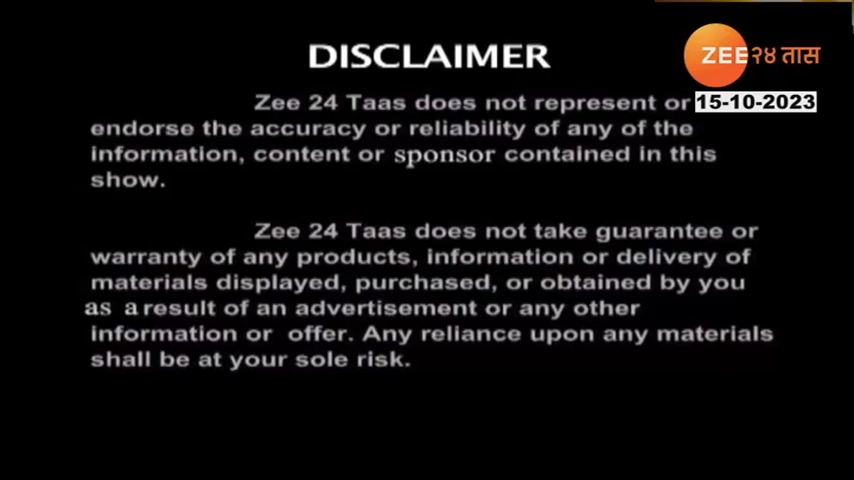 DISCLAIMER
ZEE २४ तास
Zee 24 Taas does not represent or
15-10-2023
endorse the accuracy or reliability of any of the
information, content or sponsor contained in this
show.
Zee 24 Taas does not take guarantee or
warranty of any products, information or delivery of
materials displayed, purchased, or obtained by you
as a result of an advertisement or any other
information or offer. Any reliance upon any materials
shall be at your sole risk.